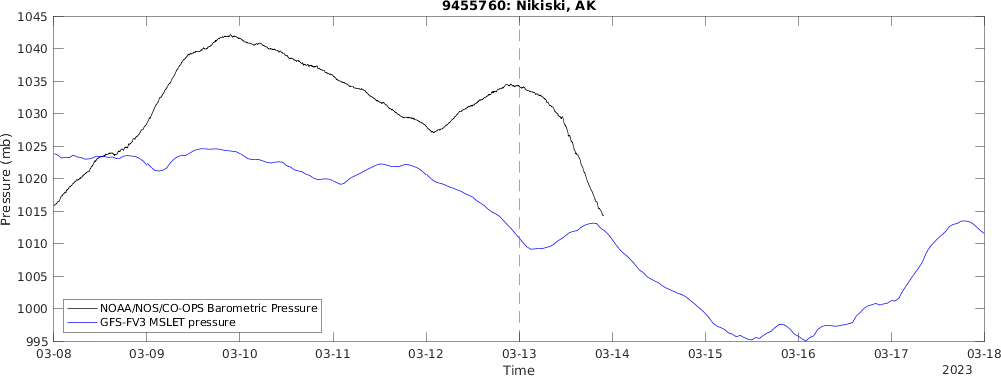 9455760: Nikiski, AK
1045
1040
1035
1030
1025
1020
1015
1010
1005
1000
995
Pressure (mb)
NOAA/NOS/CO-OPS Barometric Pressure
GFS-FV3 MSLET pressure
03-08 03-09 03-10 03-11 03-12 03-13 03-14 03-15 03-16 03-17 03-18
Time
2023